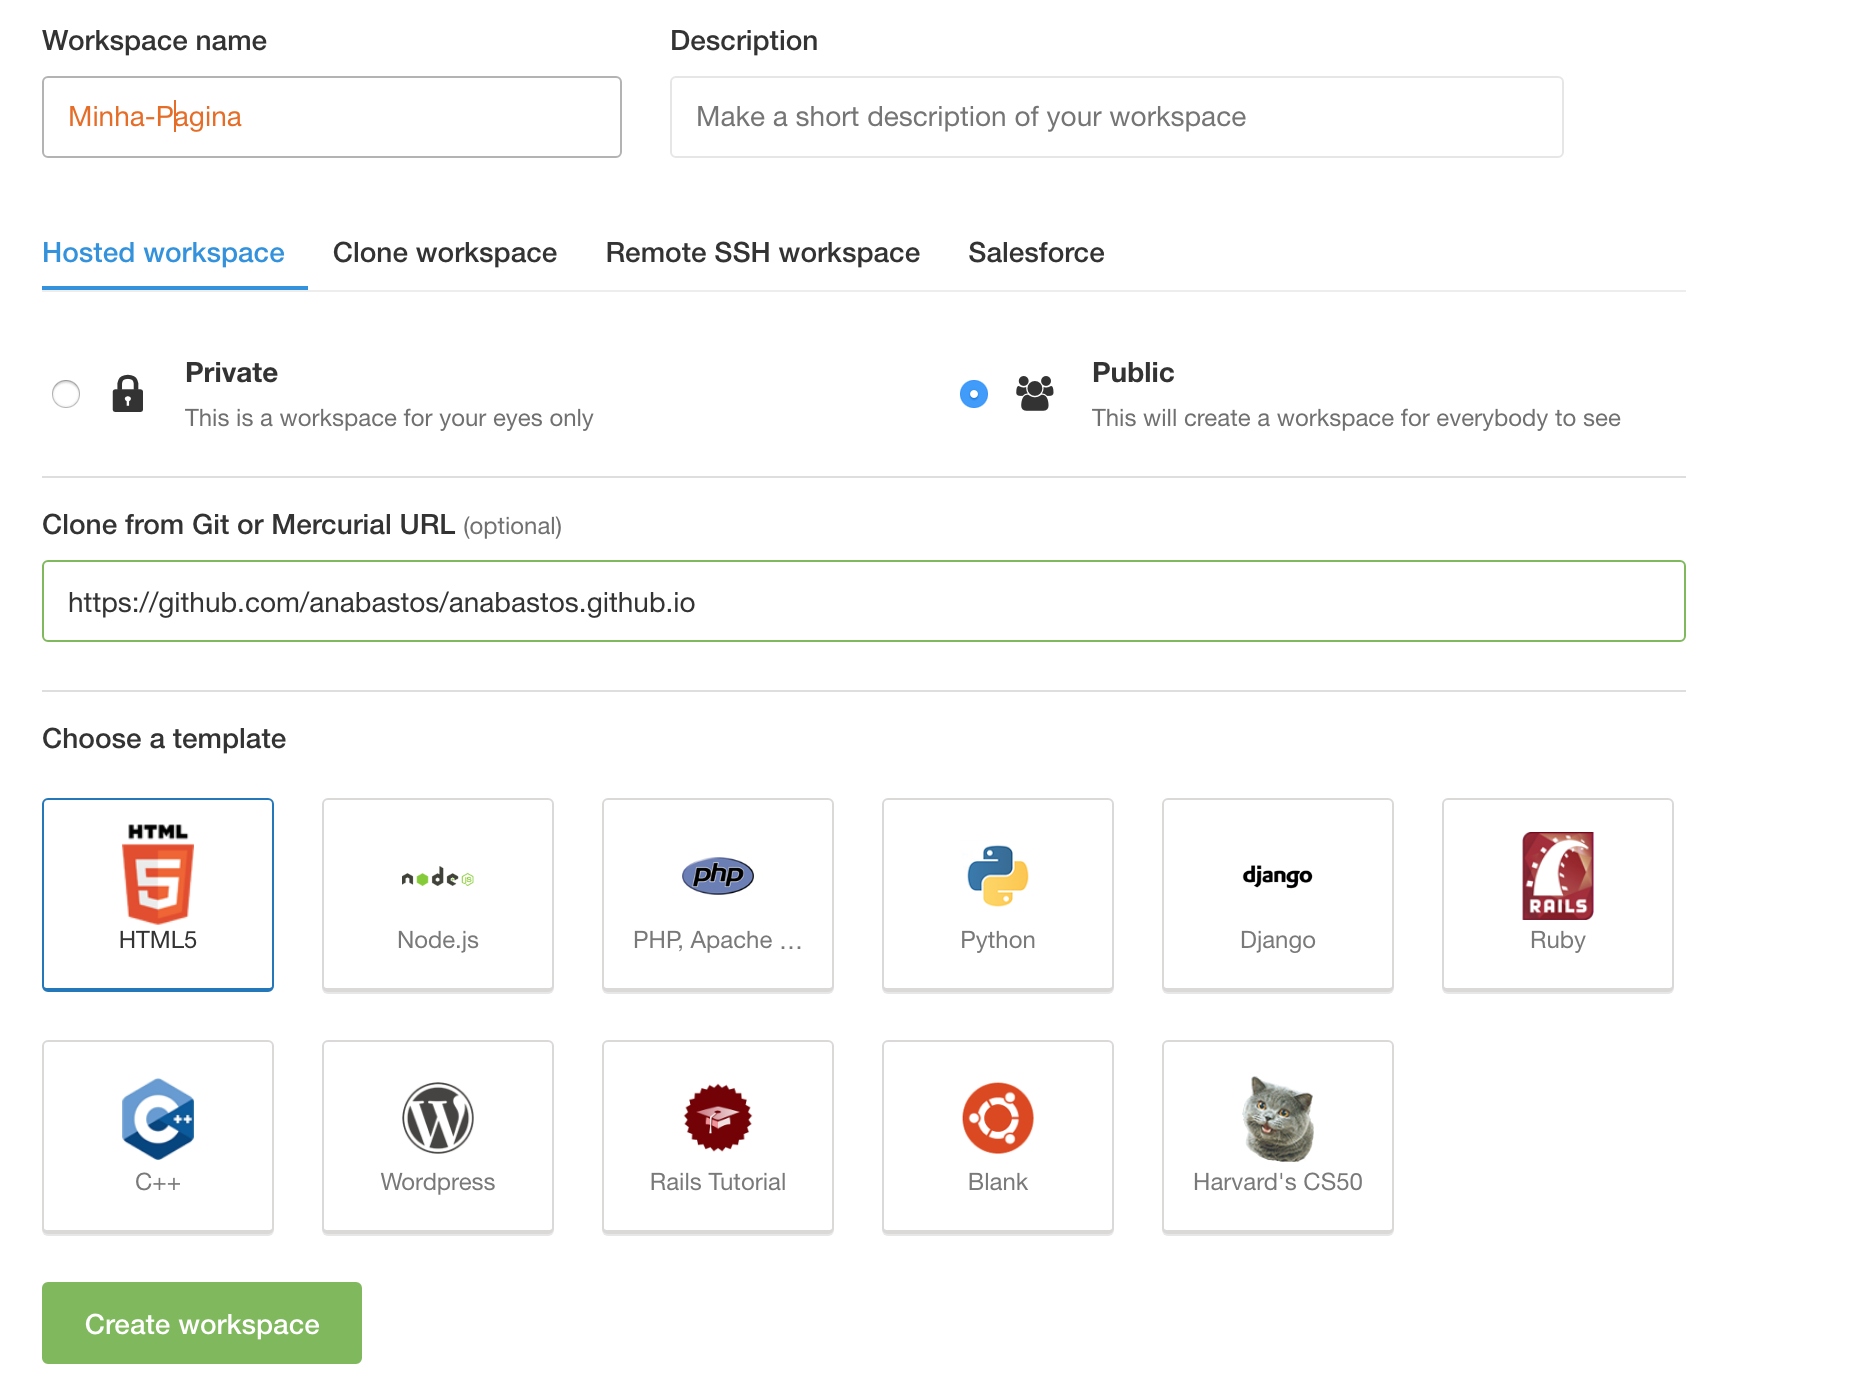 Workspace name
Description
Minha-Pagina
Make a short description of your workspace
Hosted workspace
Clone workspace
Remote SSH workspace
Salesforce
Private
This is a workspace for your eyes only
Public
This will create a workspace for everybody to see
Clone from Git or Mercurial URL (optional)
https://github.com/anabastos/anabastos.github.io
Choose a template
HTML
5
HTML5
node
JS
Node.js
php
PHP, Apache ...
Python
django
Django
RAILS
Ruby
C++
C++
W
Wordpress
Rails Tutorial
Blank
Harvard's CS50
Create workspace